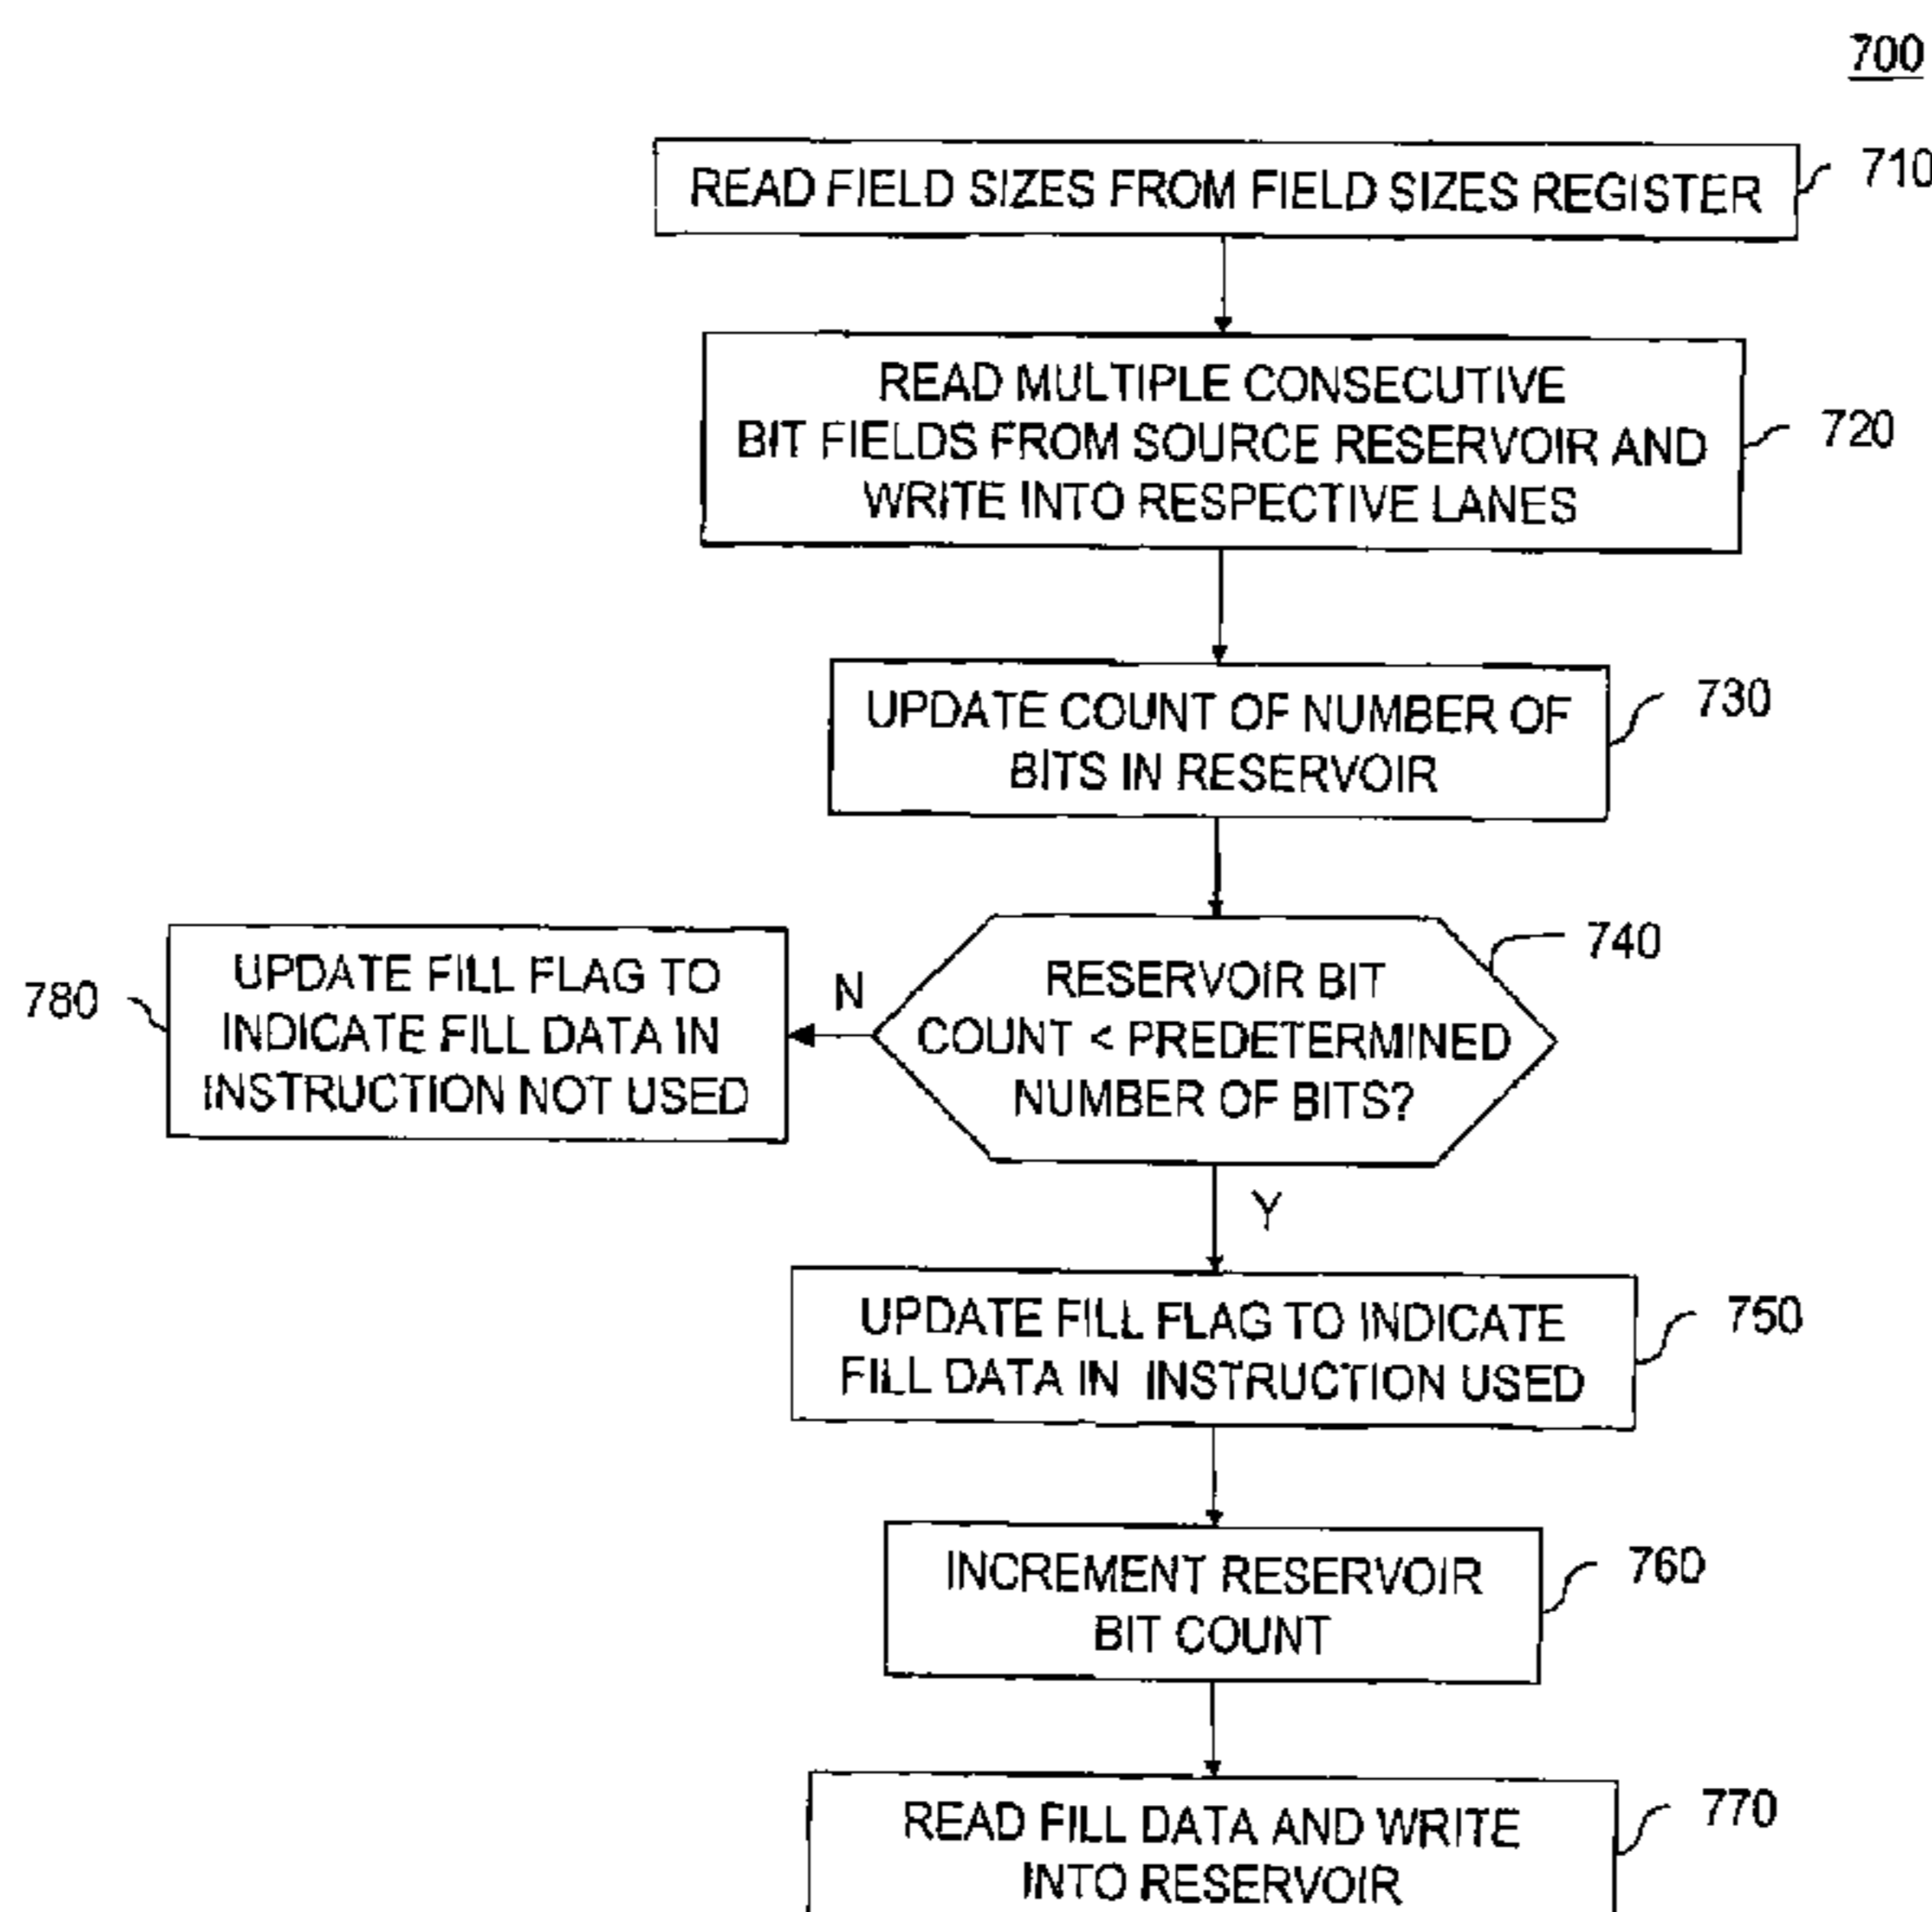 700
READ FIELD SIZES FROM FIELD SIZES REGISTER
710
READ MULTIPLE CONSECUTIVE
BIT FIELDS FROM SOURCE RESERVOIR AND
WRITE INTO RESPECTIVE LANES
720
UPDATE COUNT OF NUMBER OF
BITS IN RESERVOIR
730
RESERVOIR BIT
COUNT < PREDETERMINED
NUMBER OF BITS?
740
N
UPDATE FILL FLAG TO
INDICATE FILL DATA IN
INSTRUCTION NOT USED
780
Y
UPDATE FILL FLAG TO INDICATE
FILL DATA IN INSTRUCTION USED
750
INCREMENT RESERVOIR
BIT COUNT
760
READ FILL DATA AND WRITE
INTO RESERVOIR
770